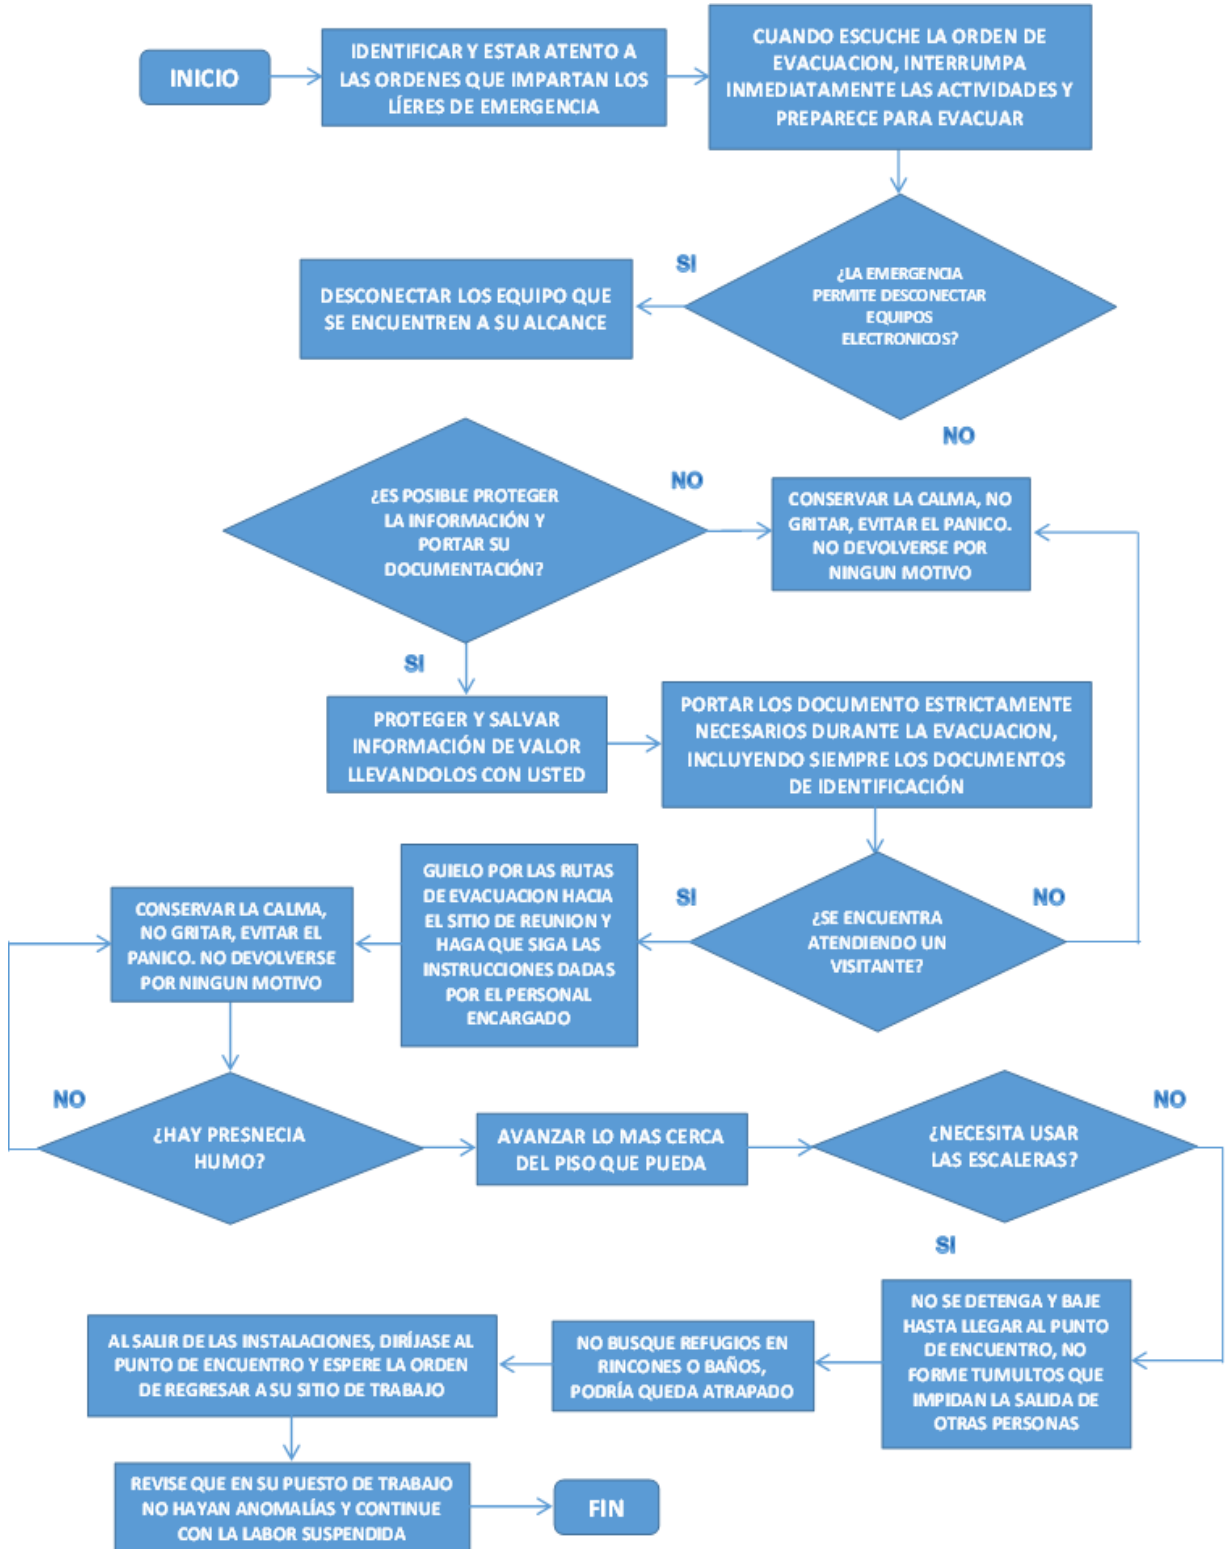 INICIO
IDENTIFICAR Y ESTAR ATENTO A
LAS ORDENES QUE IMPARTAN LOS
LÍERES DE EMERGENCIA
CUANDO ESCUCHE LA ORDEN DE
EVACUACION, INTERRUMPA
INMEDIATAMENTE LAS ACTIVIDADES Y
PREPARECE PARA EVACUAR
¿LA EMERGENCIA
PERMITE DESCONECTAR
EQUIPOS
ELECTRONICOS?
SI
DESCONECTAR LOS EQUIPO QUE
SE ENCUENTREN A SU ALCANCE
NO
¿ES POSIBLE PROTEGER
LA INFORMACIÓN Y
PORTAR SU
DOCUMENTACIÓN?
NO
CONSERVAR LA CALMA, NO
GRITAR, EVITAR EL PANICO.
NO DEVOLVERSE POR
NINGUN MOTIVO
SI
PROTEGER Y SALVAR
INFORMACIÓN DE VALOR
LLEVANDOLOS CON USTED
PORTAR LOS DOCUMENTO ESTRICTAMENTE
NECESARIOS DURANTE LA EVACUACION,
INCLUYENDO SIEMPRE LOS DOCUMENTOS
DE IDENTIFICACIÓN
¿SE ENCUENTRA
ATENDIENDO UN
VISITANTE?
NO
SI
GUIELO POR LAS RUTAS
DE EVACUACION HACIA
EL SITIO DE REUNION Y
HAGA QUE SIGA LAS
INSTRUCCIONES DADAS
POR EL PERSONAL
ENCARGADO
CONSERVAR LA CALMA,
NO GRITAR, EVITAR EL
PANICO. NO DEVOLVERSE
POR NINGUN MOTIVO
NO
¿HAY PRESNECIA
HUMO?
AVANZAR LO MAS CERCA
DEL PISO QUE PUEDA
¿NECESITA USAR
LAS ESCALERAS?
NO
SI
NO SE DETENGA Y BAJE
HASTA LLEGAR AL PUNTO
DE ENCUENTRO, NO
FORME TUMULTOS QUE
IMPIDAN LA SALIDA DE
OTRAS PERSONAS
NO BUSQUE REFUGIOS EN
RINCONES O BAÑOS,
PODRÍA QUEDA ATRAPADO
AL SALIR DE LAS INSTALACIONES, DIRÍJASE AL
PUNTO DE ENCUENTRO Y ESPERE LA ORDEN
DE REGRESAR A SU SITIO DE TRABAJO
REVISE QUE EN SU PUESTO DE TRABAJO
NO HAYAN ANOMALÍAS Y CONTINUE
CON LA LABOR SUSPENDIDA
FIN